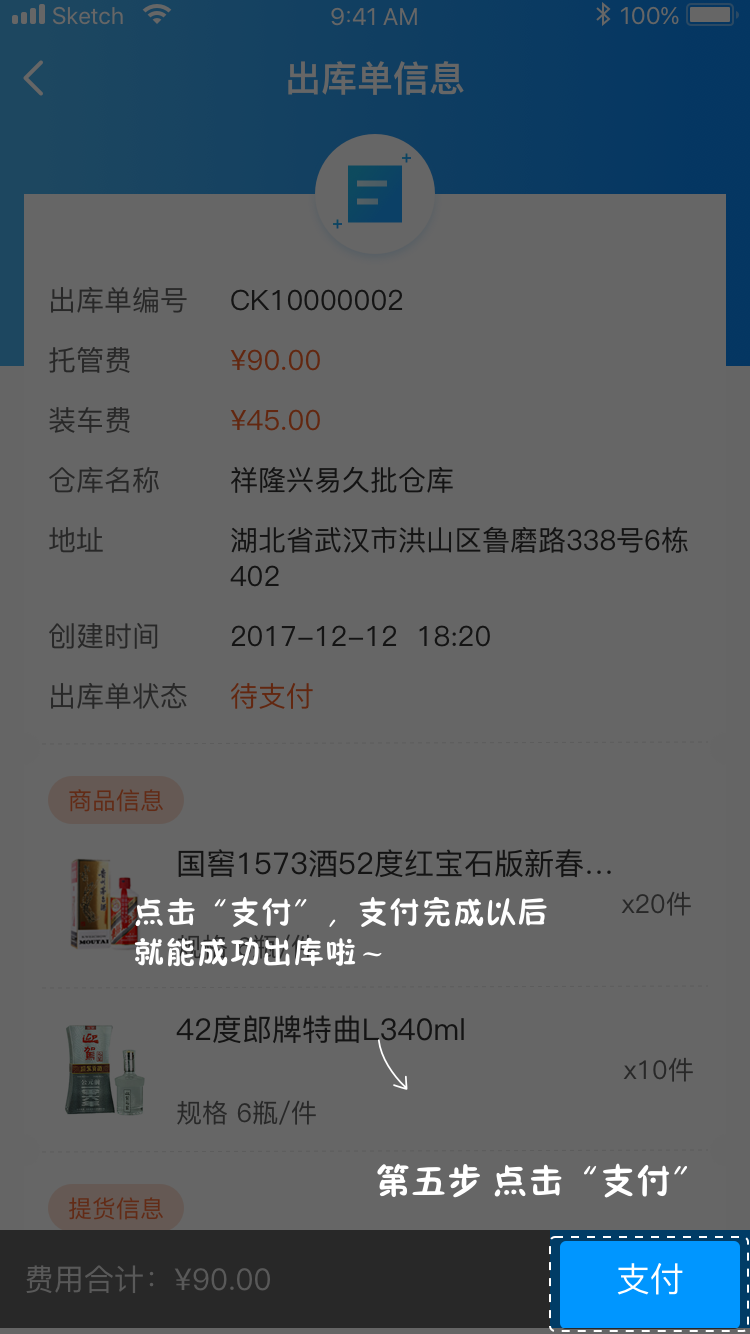 Sketch 9:41 AM 100%
出库单信息
出库单编号 CK10000002
托管费 ¥90.00
装车费 ¥45.00
仓库名称 祥隆兴易久批仓库
地址 湖北省武汉市洪山区鲁磨路338号6栋
402
创建时间 2017-12-12 18:20
出库单状态 待支付
商品信息
国窖1573酒52度红宝石版新春...
x20件
点击“支付”，支付完成以后
就能成功出库啦~
MOUTAI
42度郎牌特曲L340ml
x10件
规格 6瓶/件
第五步 点击“支付”
提货信息
费用合计：¥90.00
支付